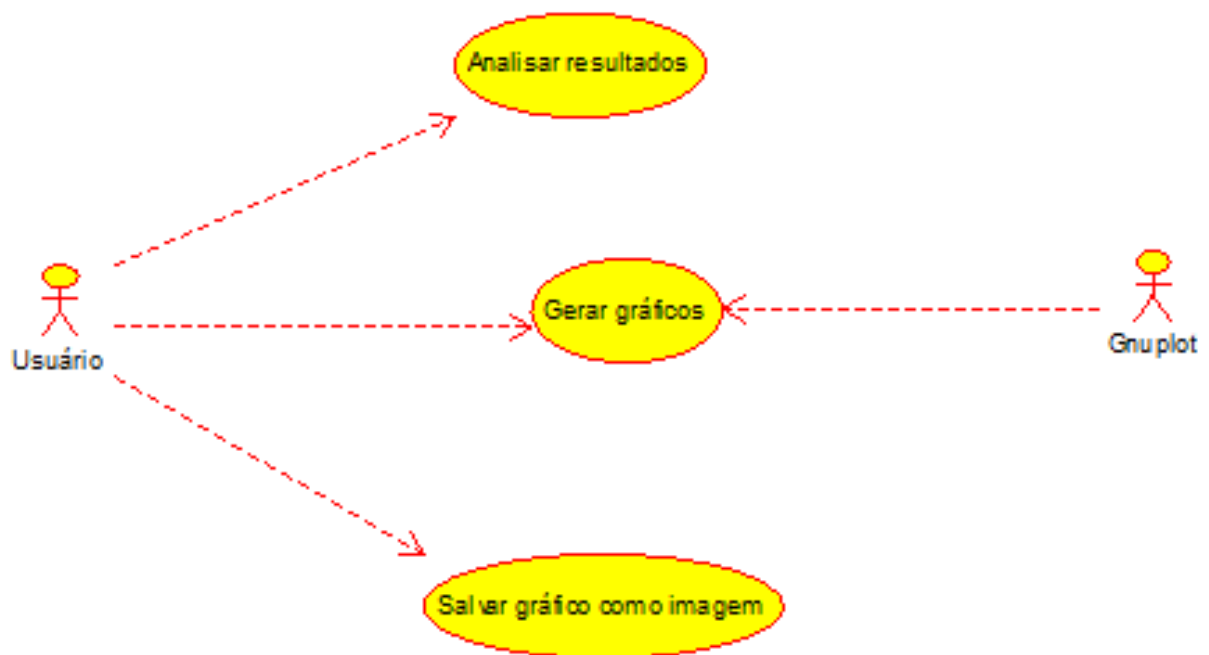 Analisar resultados
Gerar gráficos
Usuário
Gnuplot
Salvar gráfico como imagem